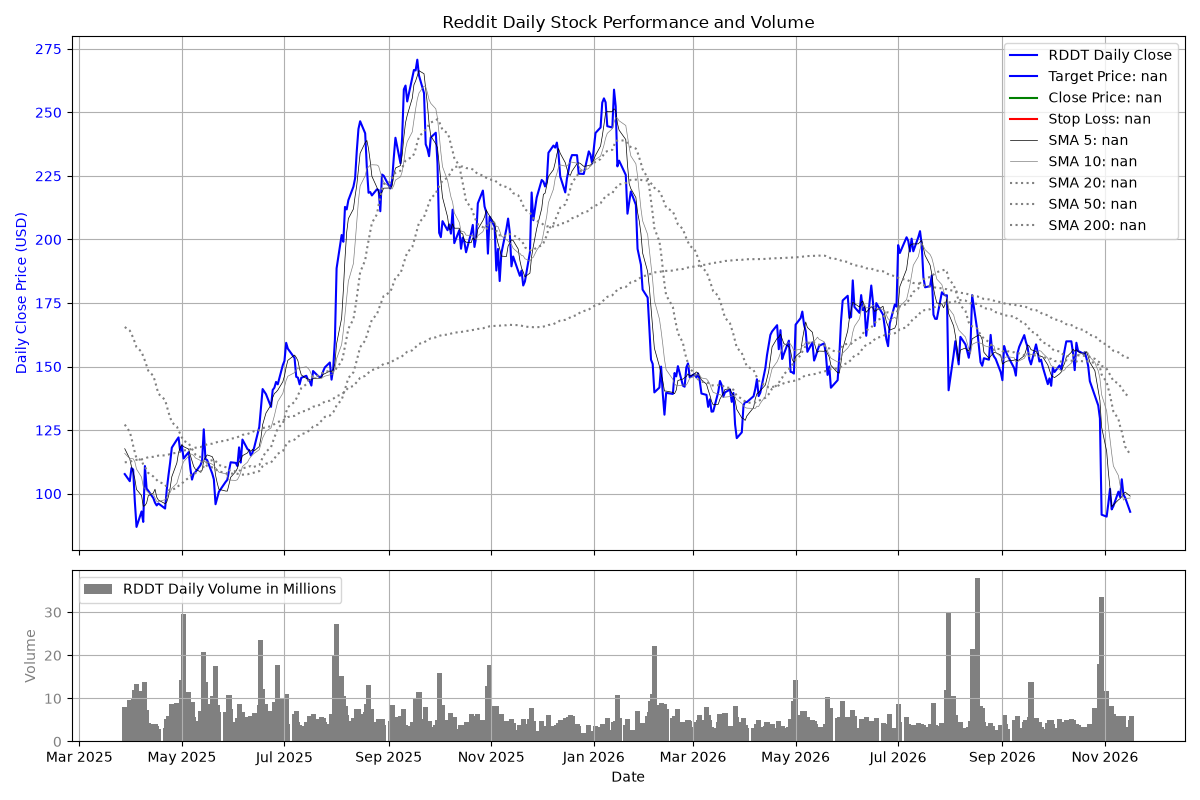 Reddit Daily Stock Performance and Volume
275
250
225
200
175
150
125
100
Daily Close Price (USD)
RDDT Daily Close
Target Price: nan
Close Price: nan
Stop Loss: nan
SMA 5: nan
SMA 10: nan
SMA 20: nan
SMA 50: nan
SMA 200: nan
RDDT Daily Volume in Millions
30
20
10
0
Volume
Mar 2025 May 2025 Jul 2025 Sep 2025 Nov 2025 Jan 2026 Mar 2026 May 2026 Jul 2026 Sep 2026 Nov 2026
Date